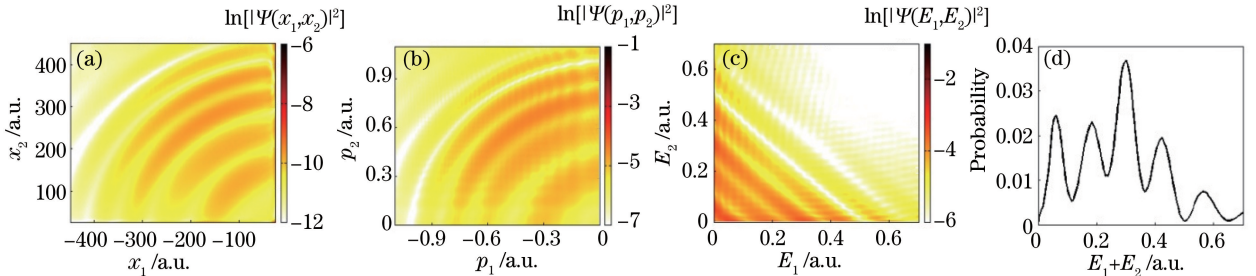 ln[|Ψ(x₁,x₂)|²]
(a)
x₂ /a.u.
400
300
200
100
−400 −300 −200 −100
x₁ /a.u.
−6
−8
−10
−12
ln[|Ψ(p₁,p₂)|²]
(b)
p₂ /a.u.
0.9
0.6
0.3
0
−0.9 −0.6 −0.3 0
p₁ /a.u.
−1
−3
−5
−7
ln[|Ψ(E₁,E₂)|²]
(c)
E₂ /a.u.
0.6
0.4
0.2
0
0 0.2 0.4 0.6
E₁ /a.u.
−2
−4
−6
(d)
Probability
0.04
0.03
0.02
0.01
0
0 0.2 0.4 0.6
E₁+E₂ /a.u.